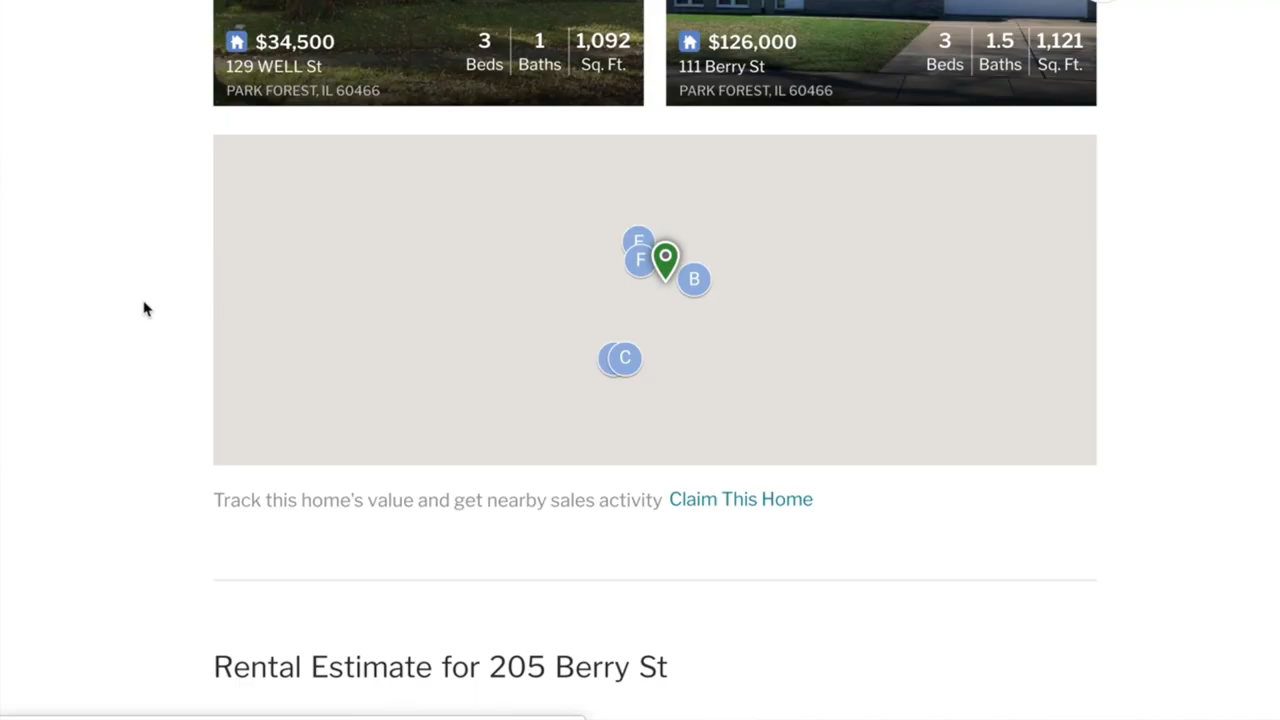 $34,500
3 1 1,092
129 WELL St
Beds Baths Sq. Ft.
PARK FOREST, IL 60466
$126,000
3 1.5 1,121
111 Berry St
Beds Baths Sq. Ft.
PARK FOREST, IL 60466
E
F
B
C
Track this home's value and get nearby sales activity Claim This Home
Rental Estimate for 205 Berry St